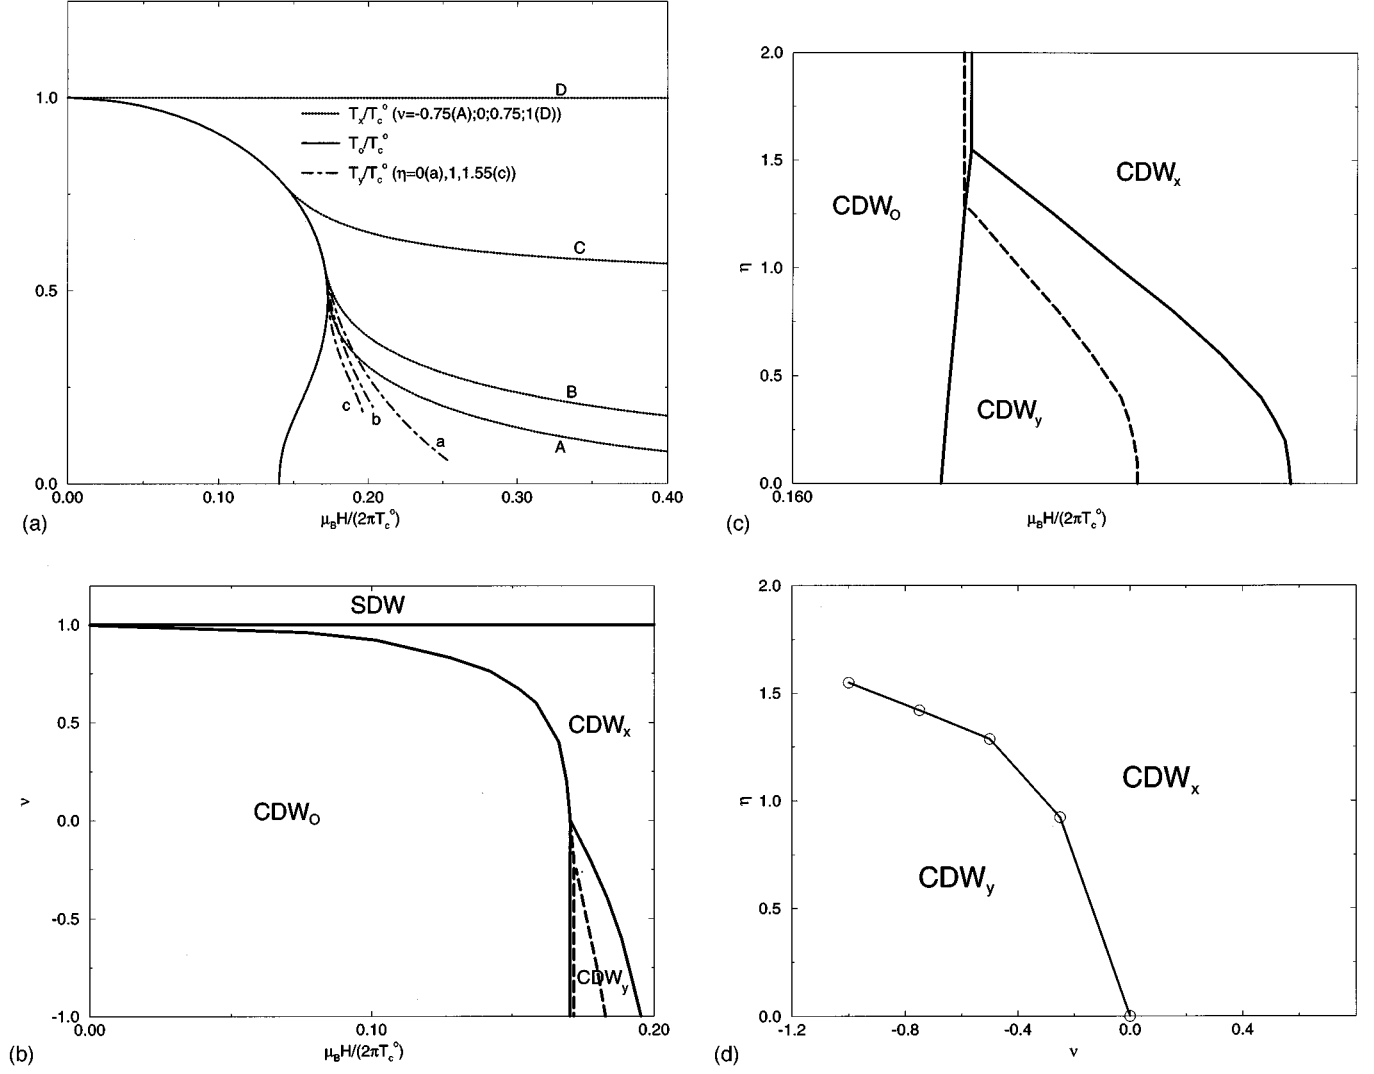 1.0
0.5
0.0
0.00
0.10
0.20
0.30
0.40
D
T_x/T_c^o (ν=-0.75(A);0;0.75;1(D))
T_o/T_c^o
T_y/T_c^o (η=0(a),1,1.55(c))
C
B
A
a
b
c
μ_BH/(2πT_c^o)
(a)
2.0
1.5
1.0
0.5
0.0
η
CDW_O
CDW_x
CDW_y
0.160
μ_BH/(2πT_c^o)
(c)
SDW
1.0
0.5
0.0
-0.5
-1.0
ν
CDW_x
CDW_O
CDW_y
0.00
0.10
0.20
μ_BH/(2πT_c^o)
(b)
2.0
1.5
1.0
0.5
0.0
η
CDW_x
CDW_y
-1.2
-0.8
-0.4
0.0
0.4
ν
(d)